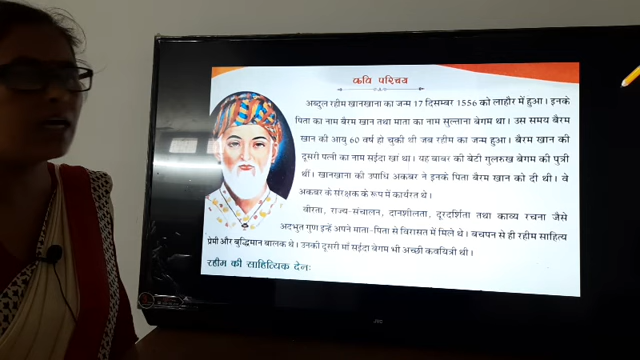 कवि परिचय
अब्दुल रहीम खानखाना का जन्म 17 दिसम्बर 1556 को लाहौर में हुआ। इनके
पिता का नाम बैरम खान तथा माता का नाम सुल्ताना बेगम था। उस समय बैरम
खान की आयु 60 वर्ष हो चुकी थी जब रहीम का जन्म हुआ। बैरम खान की
दूसरी पत्नी का नाम सईदा खां था। यह बाबर की बेटी गुलरुख बेगम की पुत्री
थीं। खानखाना की उपाधि अकबर ने इनके पिता बैरम खान को दी थी। वे
अकबर के संरक्षक के रूप में कार्यरत थे।
वीरता, राज्य-संचालन, दानशीलता, दूरदर्शिता तथा काव्य रचना जैसे
अदभुत गुण इन्हें अपने माता-पिता से विरासत में मिले थे। बचपन से ही रहीम साहित्य
प्रेमी और बुद्धिमान बालक थे। उनकी दूसरी मां सईदा बेगम भी अच्छी कवयित्री थी।
रहीम की साहित्यिक देनः